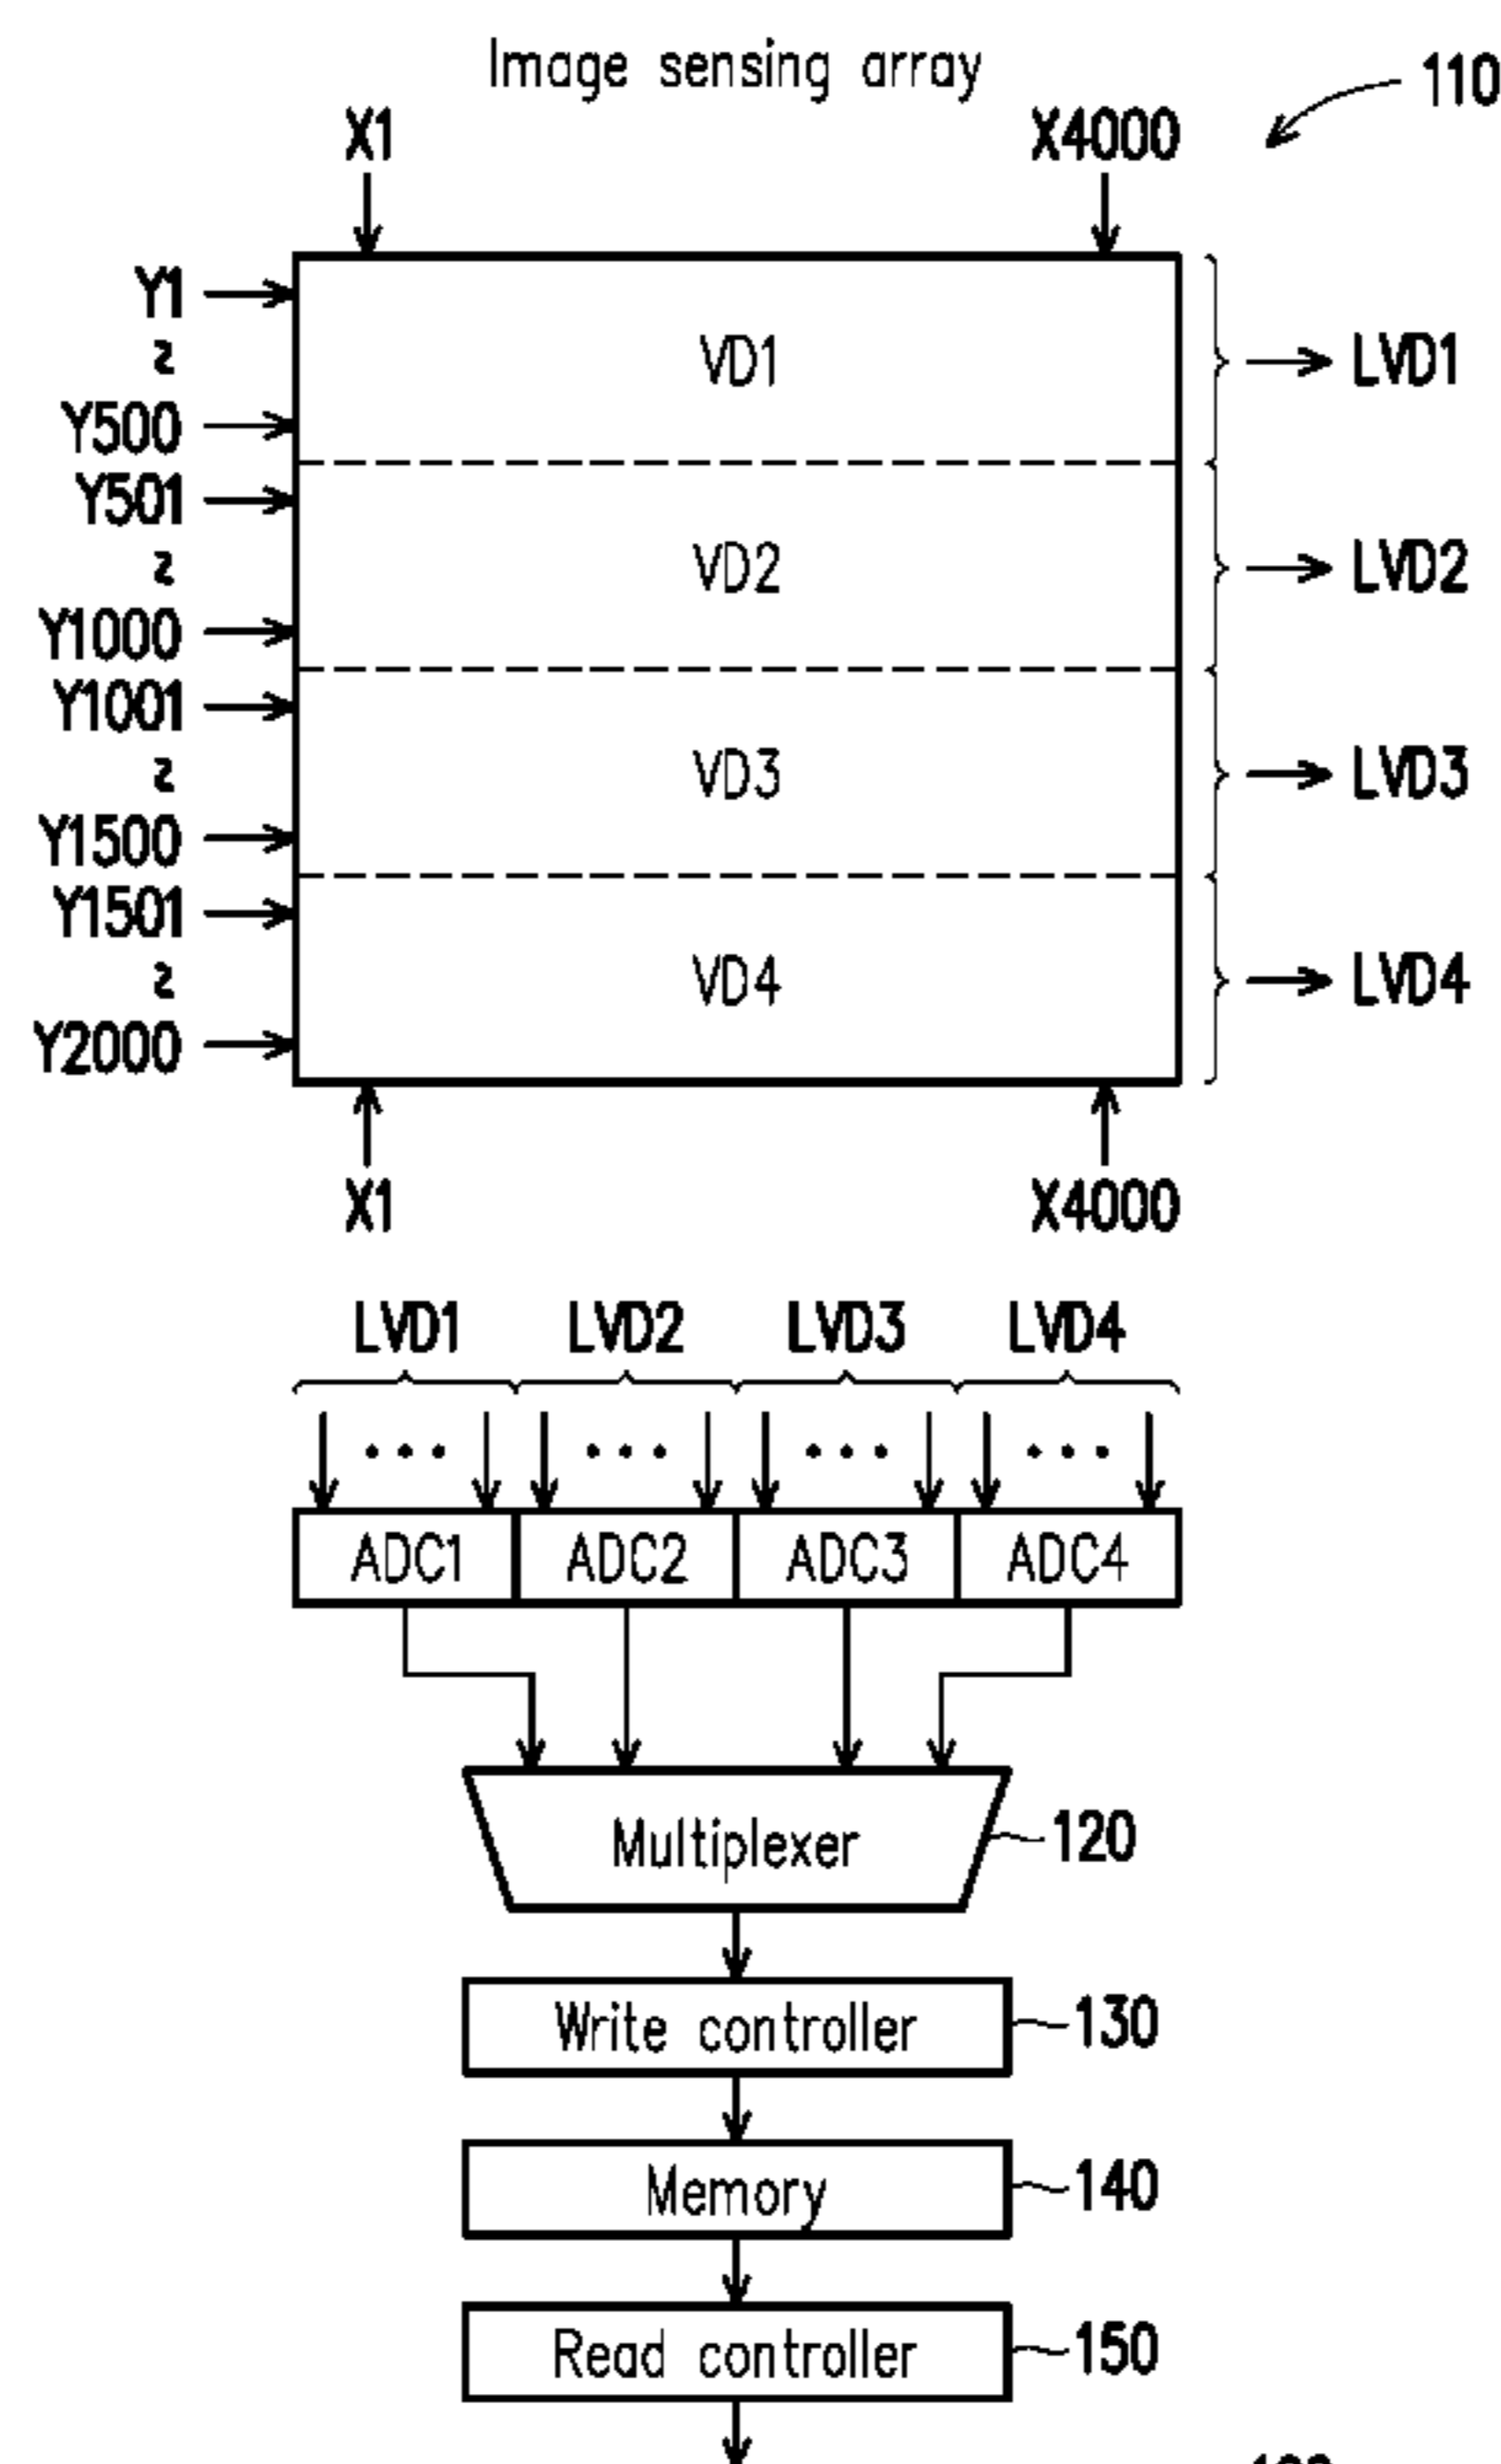 Image sensing array
110
X1 X4000
Y1
~
Y500
Y501
~
Y1000
Y1001
~
Y1500
Y1501
~
Y2000
VD1
VD2
VD3
VD4
LVD1
LVD2
LVD3
LVD4
X1 X4000
LVD1 LVD2 LVD3 LVD4
... ... ... ...
ADC1 ADC2 ADC3 ADC4
Multiplexer 120
Write controller 130
Memory 140
Read controller 150